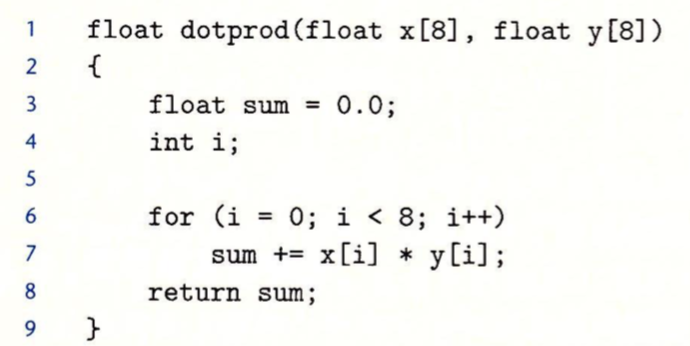 1 float dotprod(float x[8], float y[8])
2 {
3 float sum = 0.0;
4 int i;
5
6 for (i = 0; i < 8; i++)
7 sum += x[i] * y[i];
8 return sum;
9 }